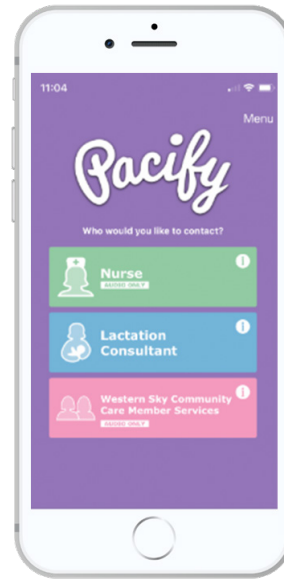 11:04
Menu
Pacify
Who would you like to contact?
Nurse
AUDIO ONLY
Lactation
Consultant
Western Sky Community
Care Member Services
AUDIO ONLY